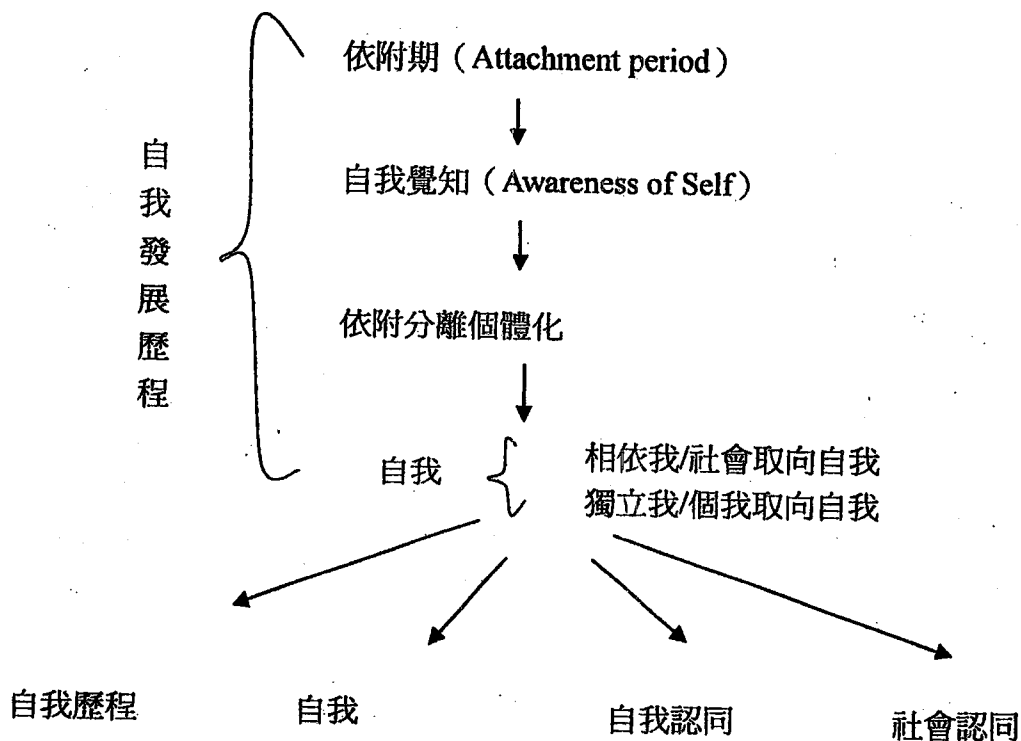 依附期（Attachment period）
自我覺知（Awareness of Self）
自我發展歷程
依附分離個體化
自我
相依我/社會取向自我
獨立我/個我取向自我
自我歷程
自我
自我認同
社會認同